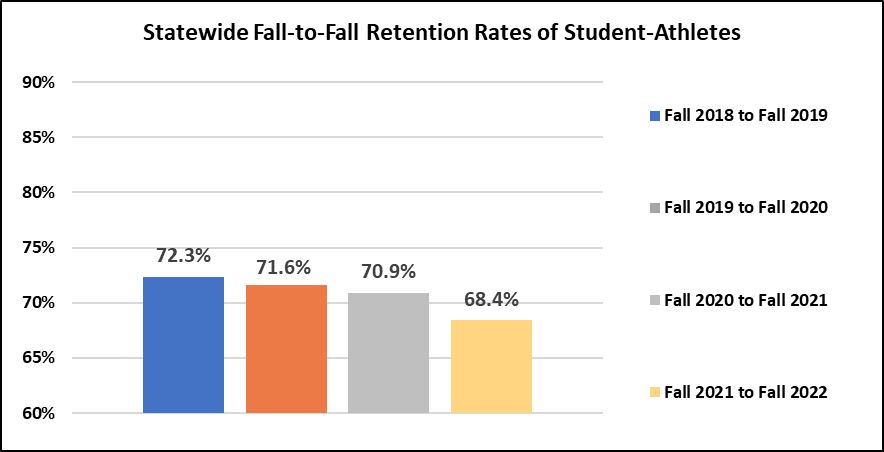 Statewide Fall-to-Fall Retention Rates of Student-Athletes
90%
85%
80%
75%
70%
65%
60%
72.3%
71.6%
70.9%
68.4%
Fall 2018 to Fall 2019
Fall 2019 to Fall 2020
Fall 2020 to Fall 2021
Fall 2021 to Fall 2022